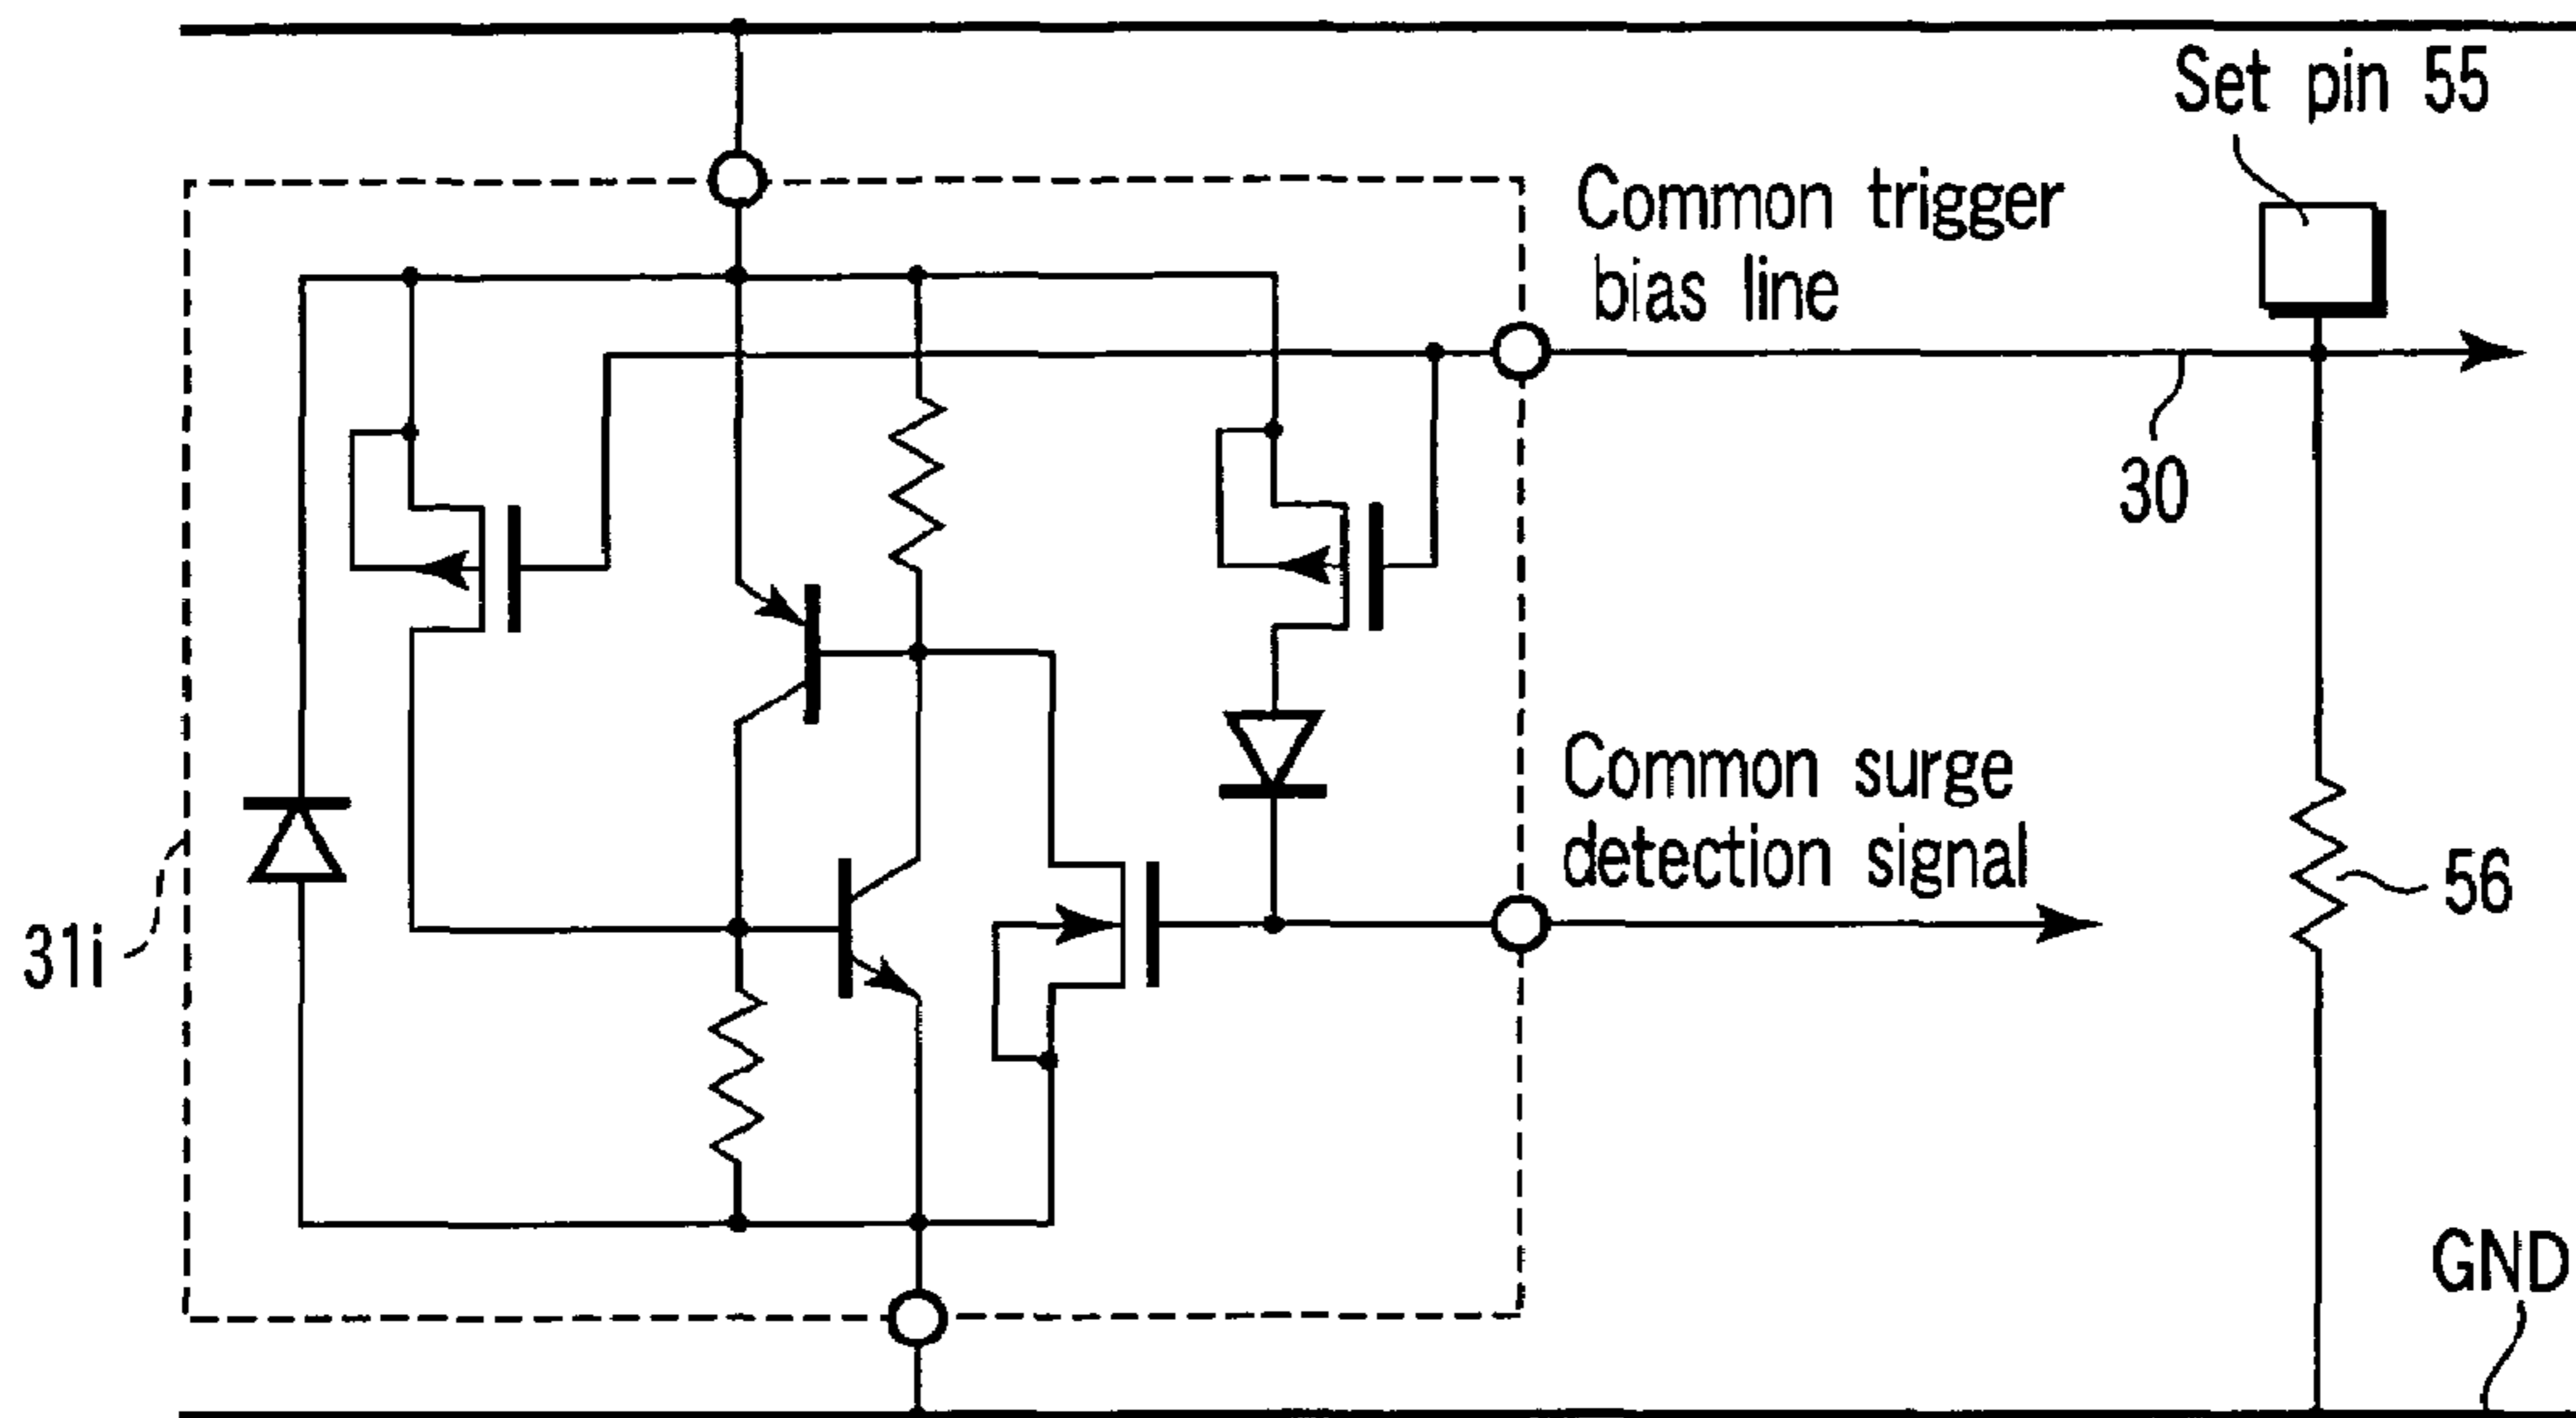 Set pin 55
Common trigger
bias line
30
Common surge
detection signal
56
31i
GND